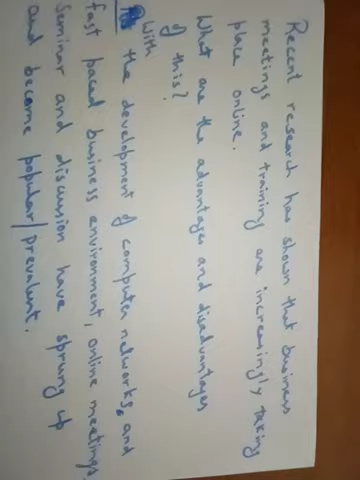 Recent research has shown that business
meetings and training are increasingly taking
place online.
What are the advantages and disadvantages
of this?
With
the development of computer networks, and
fast paced business environment, online meetings,
Seminar and discussion have sprung up
and become popular/prevalent.